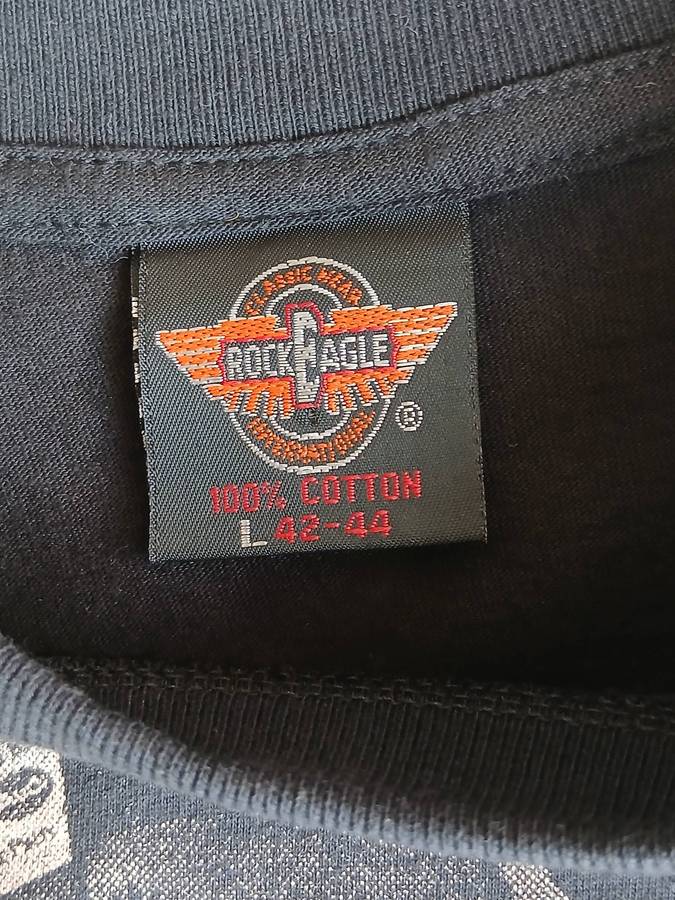 CLASSIC WEAR
ROCK EAGLE
INTERNATIONAL
®
100% COTTON
L 42-44